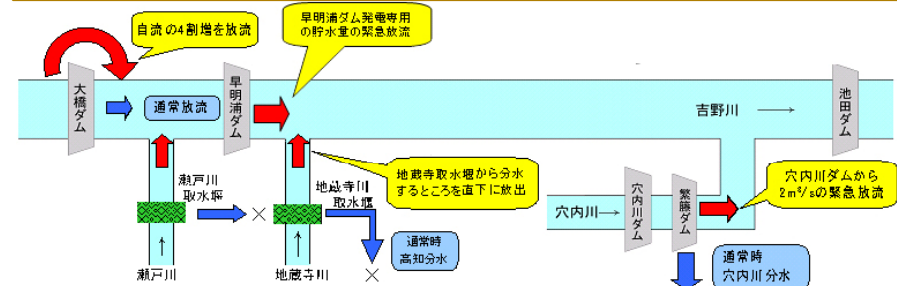 自流の4割増を放流
早明浦ダム発電専用
の貯水量の緊急放流
大橋ダム
通常放流
早明浦ダム
吉野川
池田ダム
瀬戸川
取水堰
地蔵寺川
取水堰
地蔵寺取水堰から分水
するところを直下に放出
穴内川ダムから
2m³/sの緊急放流
穴内川
穴内川ダム
繁藤ダム
通常時
高知分水
通常時
穴内川分水
瀬戸川
地蔵寺川